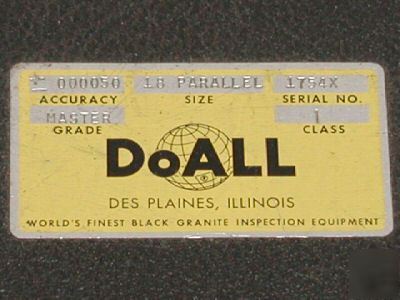 ± 000050 18 PARALLEL 1754X
ACCURACY SIZE SERIAL NO.
MASTER 1
GRADE CLASS
DoALL
DES PLAINES, ILLINOIS
WORLD'S FINEST BLACK GRANITE INSPECTION EQUIPMENT